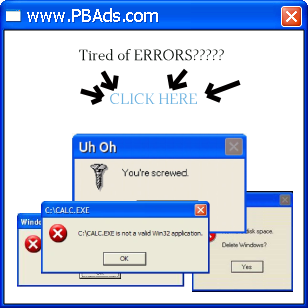 www.PBAds.com
Tired of ERRORS?????
CLICK HERE
Uh Oh
You're screwed.
C:\CALC.EXE
C:\CALC.EXE is not a valid Win32 application.
OK
Windo
disk space.
Delete Windows?
Yes